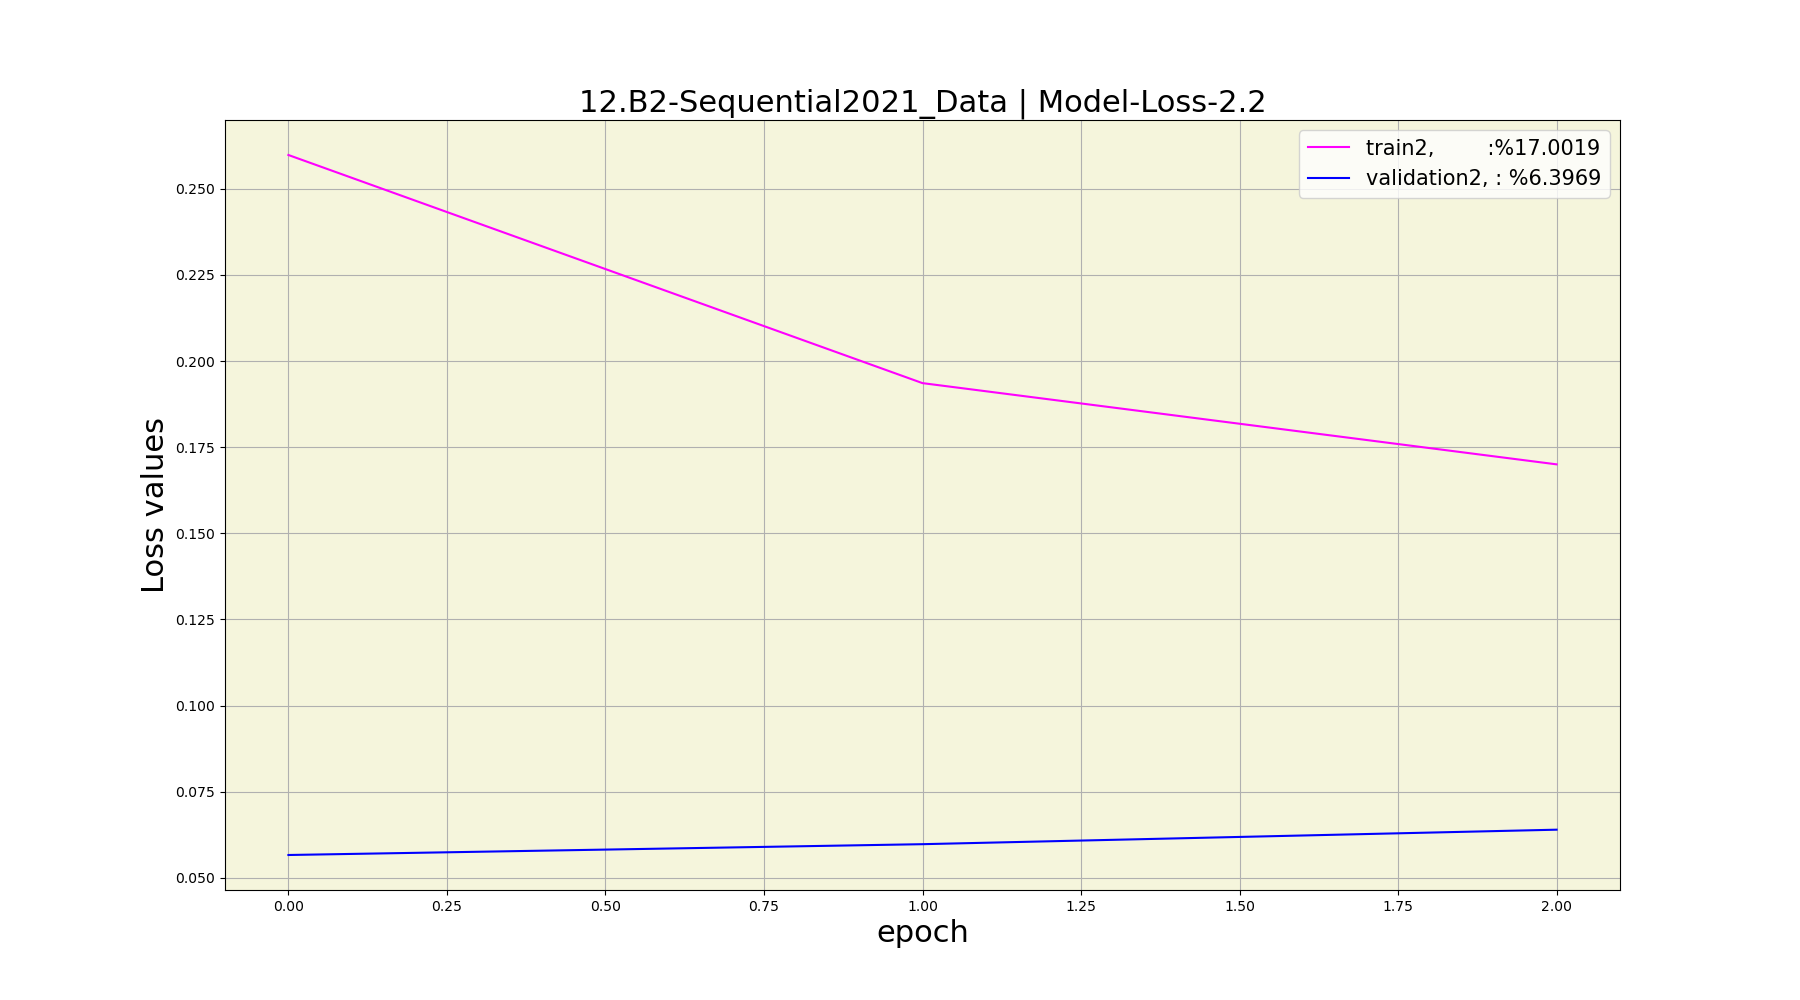 12.B2-Sequential2021_Data | Model-Loss-2.2
train2, :%17.0019
validation2, : %6.3969
Loss values
0.250
0.225
0.200
0.175
0.150
0.125
0.100
0.075
0.050
0.00 0.25 0.50 0.75 1.00 1.25 1.50 1.75 2.00
epoch